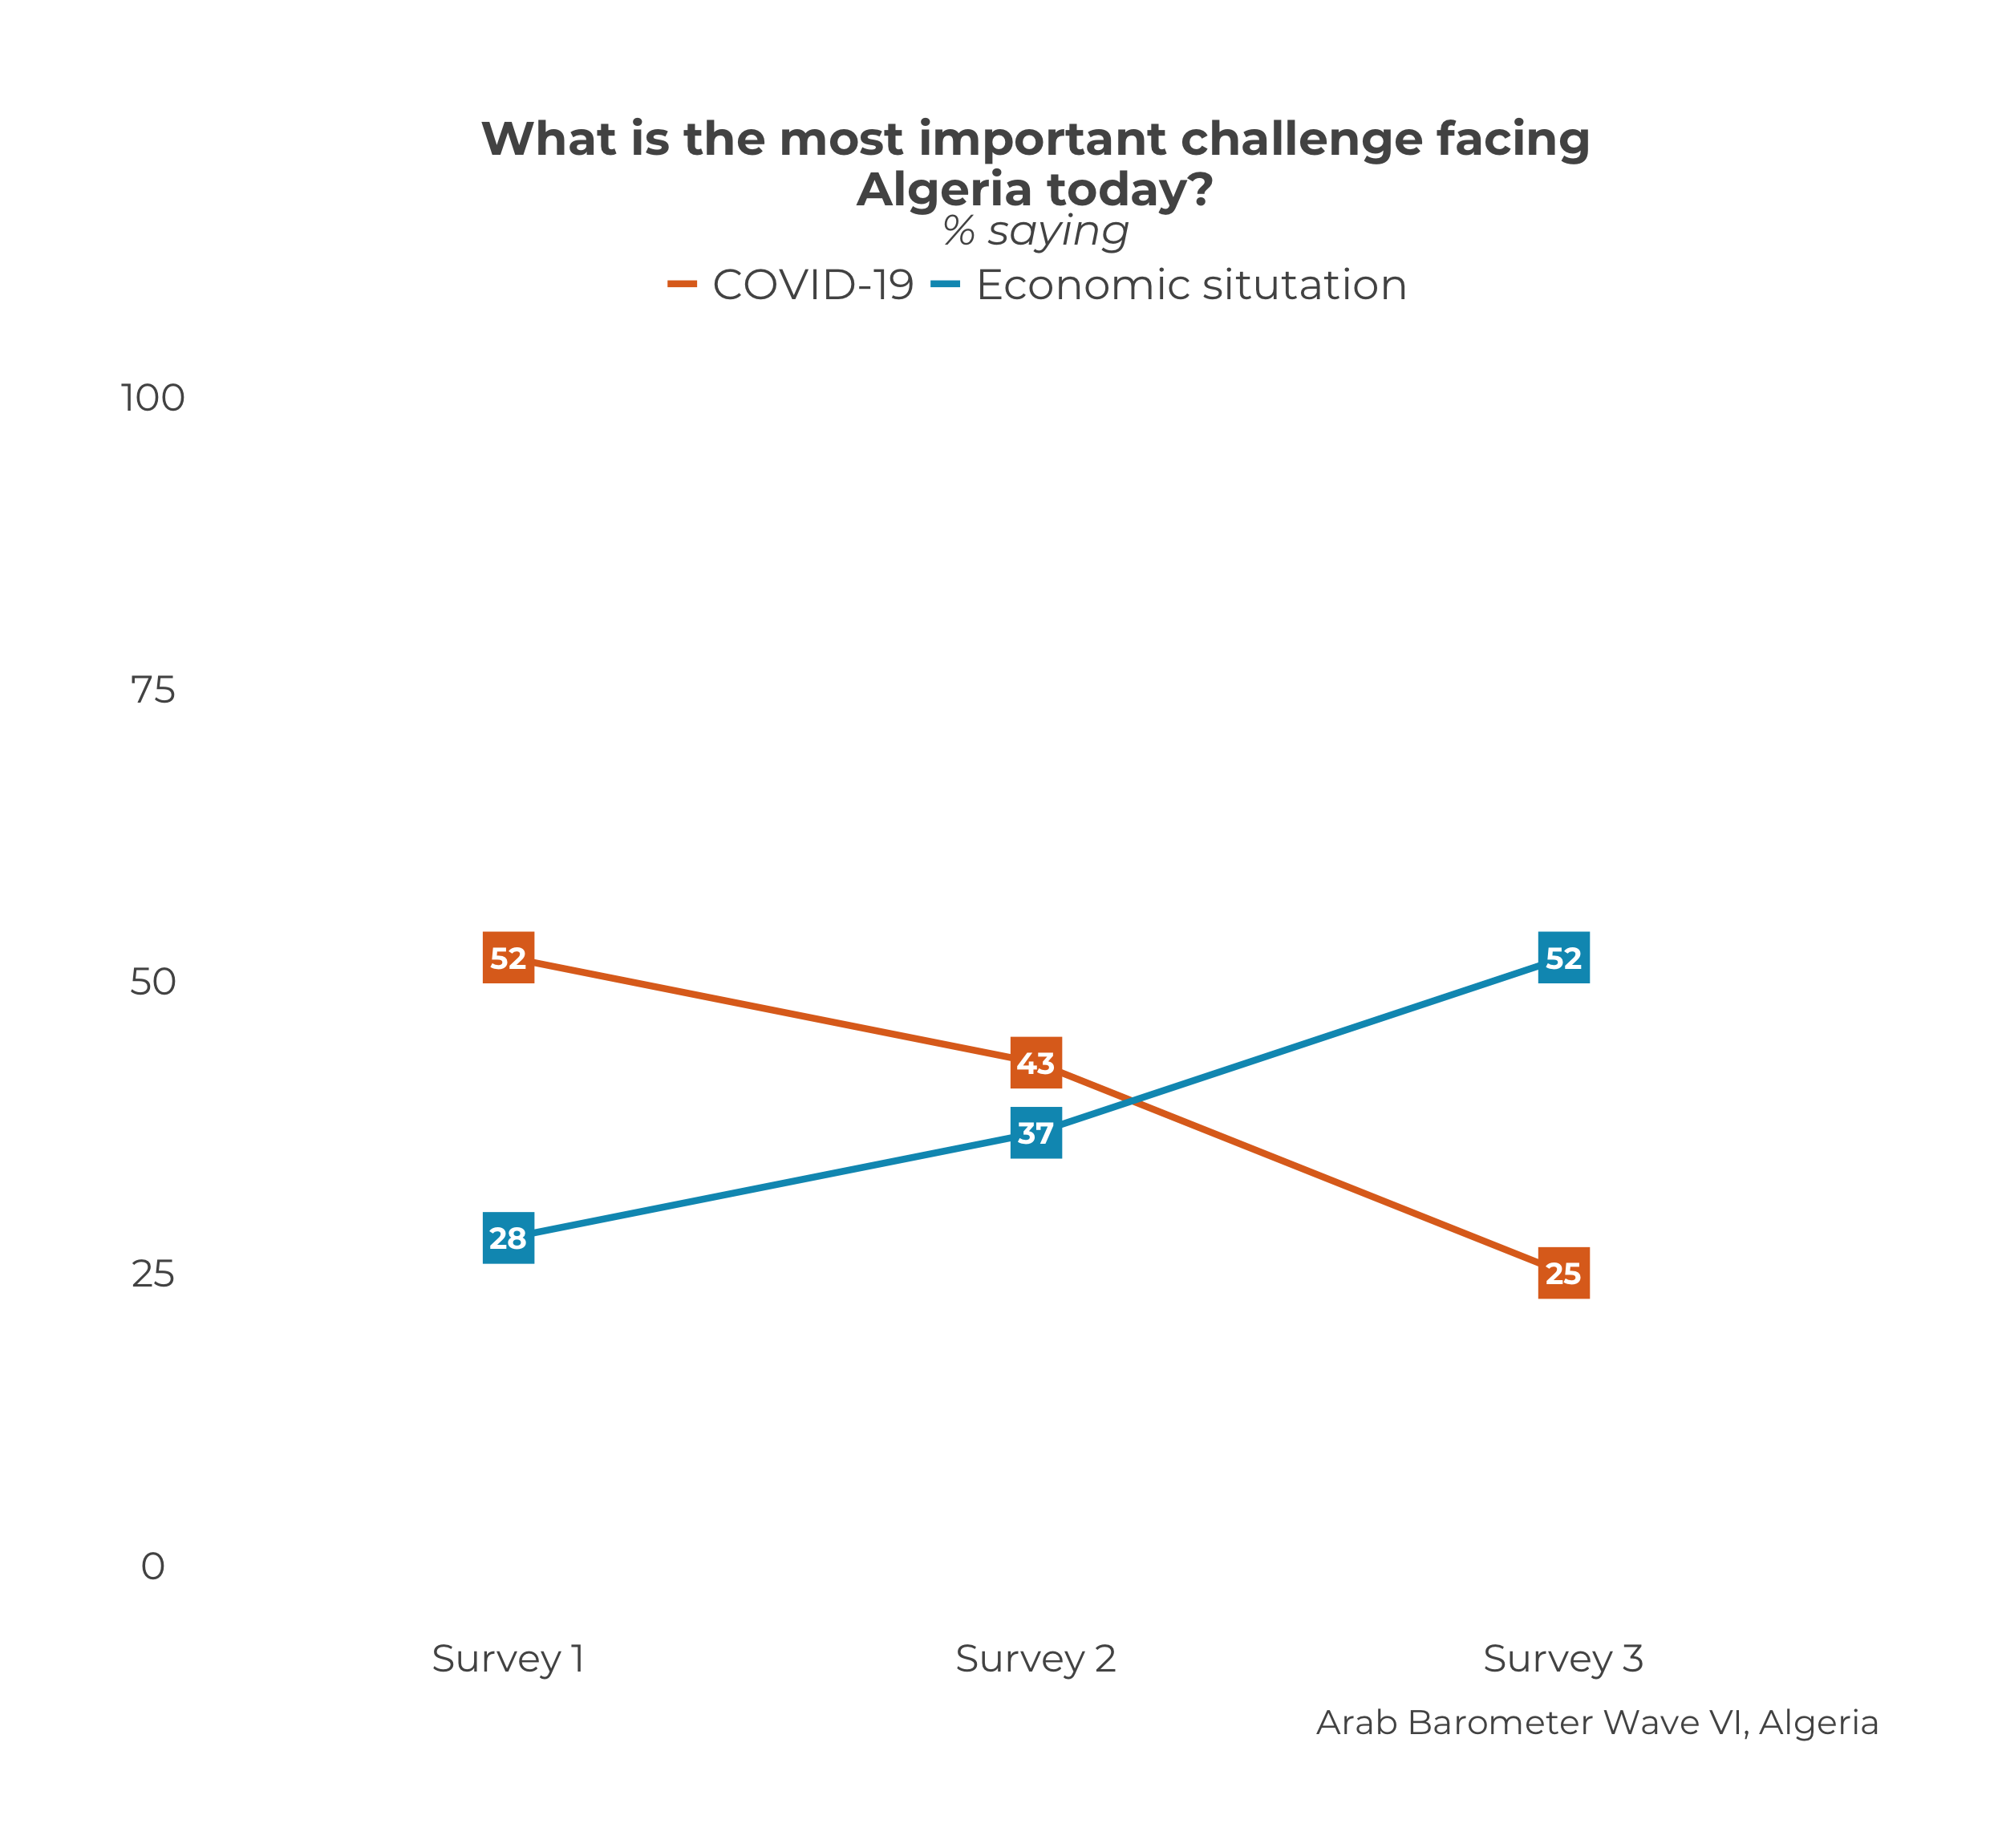 What is the most important challenge facing
Algeria today?
% saying
COVID-19 Economic situtation
100
75
50
25
0
52
43
25
28
37
52
Survey 1 Survey 2 Survey 3
Arab Barometer Wave VI, Algeria